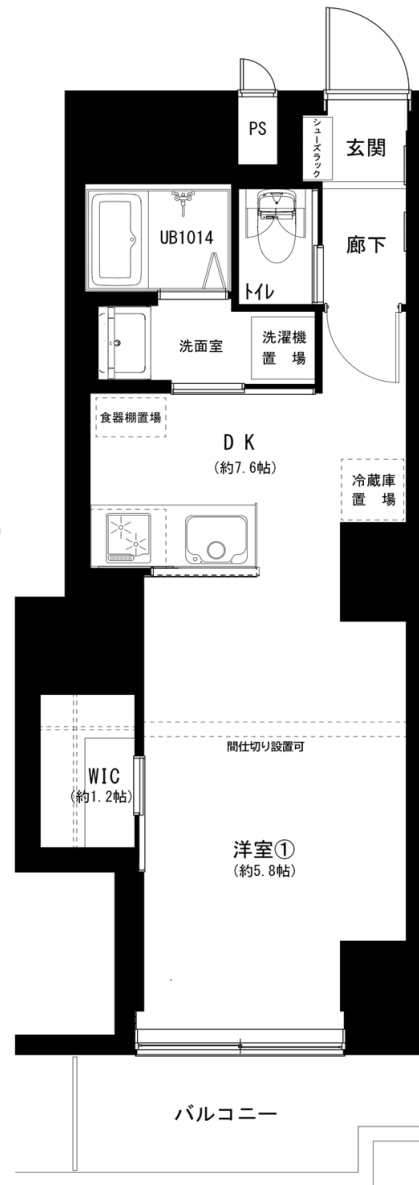 PS
シューズラック
玄関
UB1014
廊下
トイレ
洗面室
洗濯機
置 場
食器棚置場
DK
(約7.6帖)
冷蔵庫
置 場
間仕切り設置可
WIC
(約1.2帖)
洋室①
(約5.8帖)
バルコニー